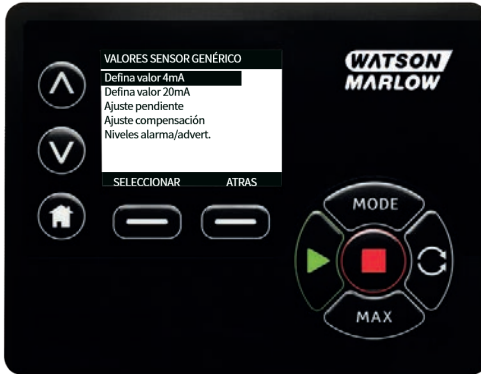 VALORES SENSOR GENÉRICO
Defina valor 4mA
Defina valor 20mA
Ajuste pendiente
Ajuste compensación
Niveles alarma/advert.
SELECCIONAR ATRAS
WATSON
MARLOW
MODE
MAX